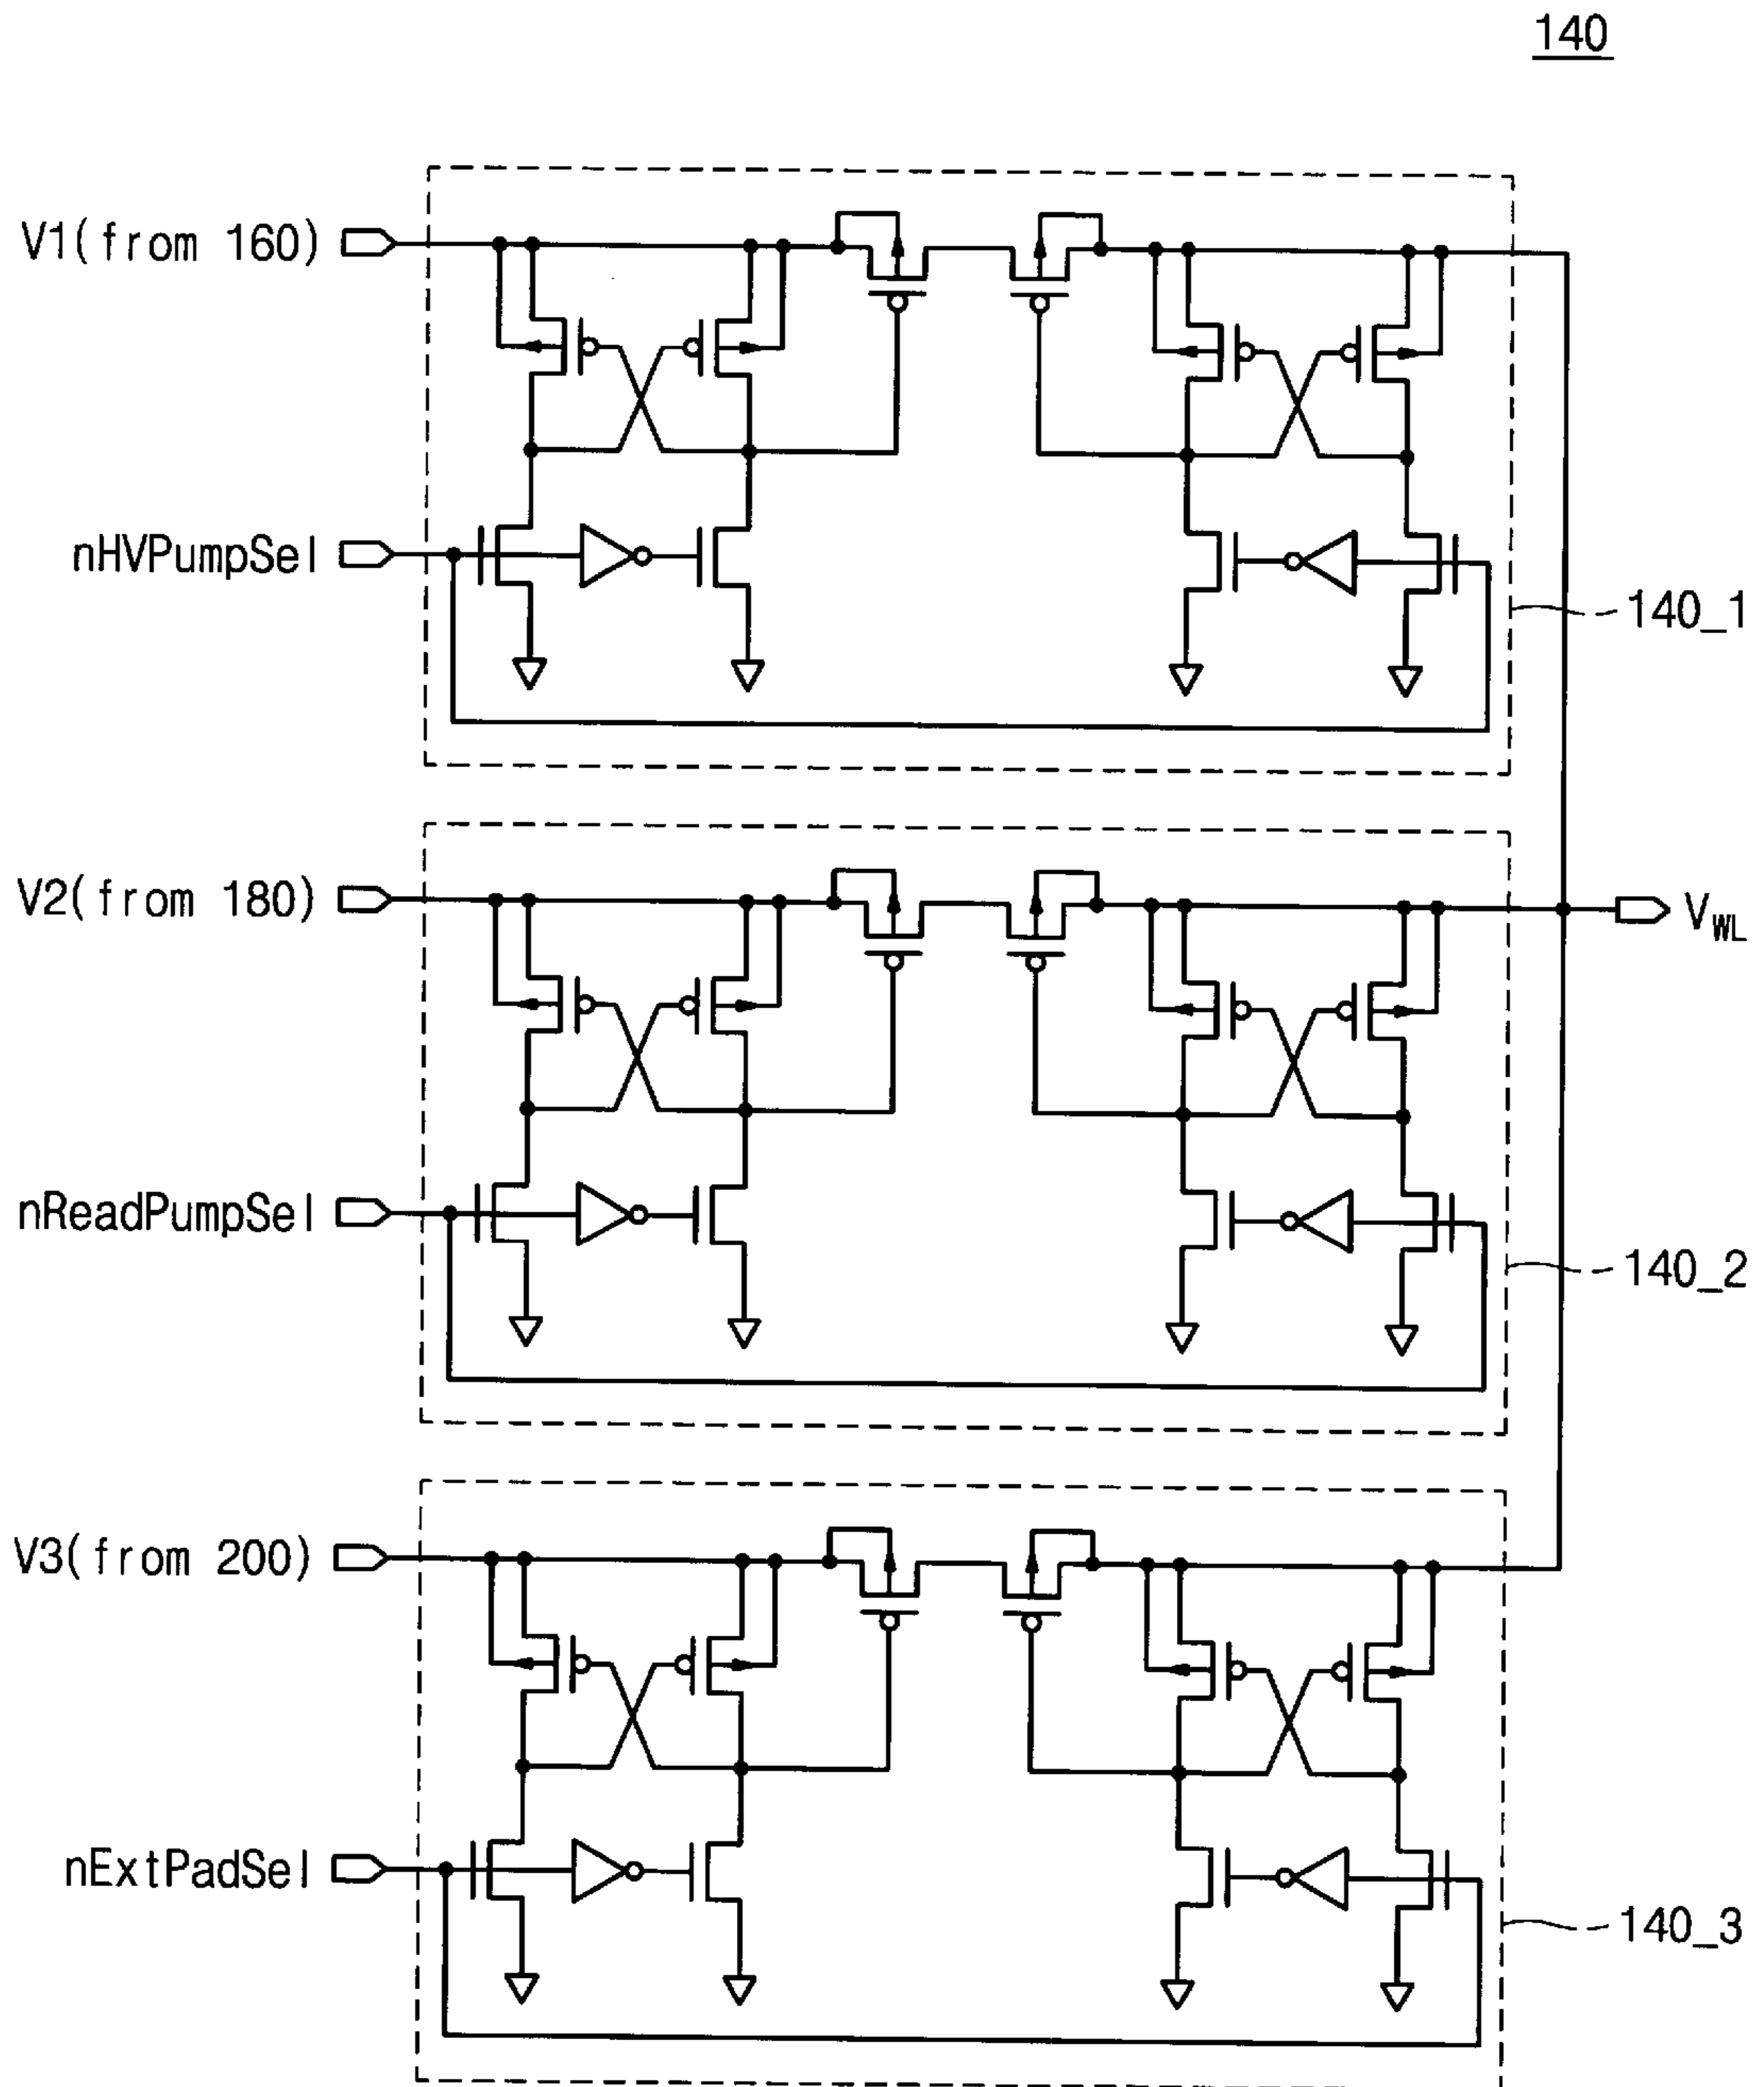 140
V1(from 160)
nHVPumpSel
140_1
V2(from 180)
VWL
nReadPumpSel
140_2
V3(from 200)
nExtPadSel
140_3